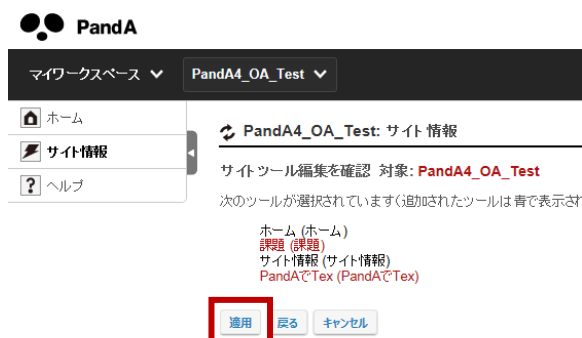 PandA
マイワークスペース PandA4_OA_Test
ホーム
サイト情報
ヘルプ
PandA4_OA_Test: サイト情報
サイトツール編集を確認 対象: PandA4_OA_Test
次のツールが選択されています(追加されたツールは青で表示され
ホーム (ホーム)
課題 (課題)
サイト情報 (サイト情報)
PandAでTex (PandAでTex)
適用 戻る キャンセル